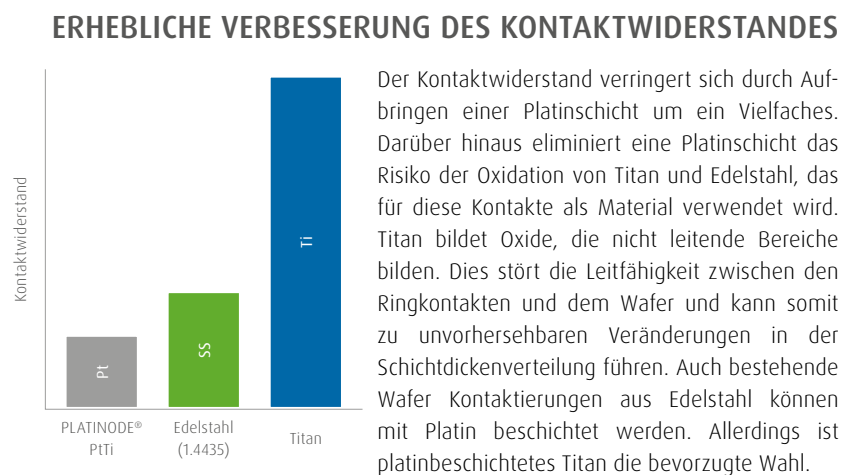 ERHEBLICHE VERBESSERUNG DES KONTAKTWIDERSTANDES
Kontaktwiderstand
Pt
SS
Ti
PLATINODE®
PtTi
Edelstahl
(1.4435)
Titan
Der Kontaktwiderstand verringert sich durch Auf-
bringen einer Platinschicht um ein Vielfaches.
Darüber hinaus eliminiert eine Platinschicht das
Risiko der Oxidation von Titan und Edelstahl, das
für diese Kontakte als Material verwendet wird.
Titan bildet Oxide, die nicht leitende Bereiche
bilden. Dies stört die Leitfähigkeit zwischen den
Ringkontakten und dem Wafer und kann somit
zu unvorhersehbaren Veränderungen in der
Schichtdickenverteilung führen. Auch bestehende
Wafer Kontaktierungen aus Edelstahl können
mit Platin beschichtet werden. Allerdings ist
platinbeschichtetes Titan die bevorzugte Wahl.